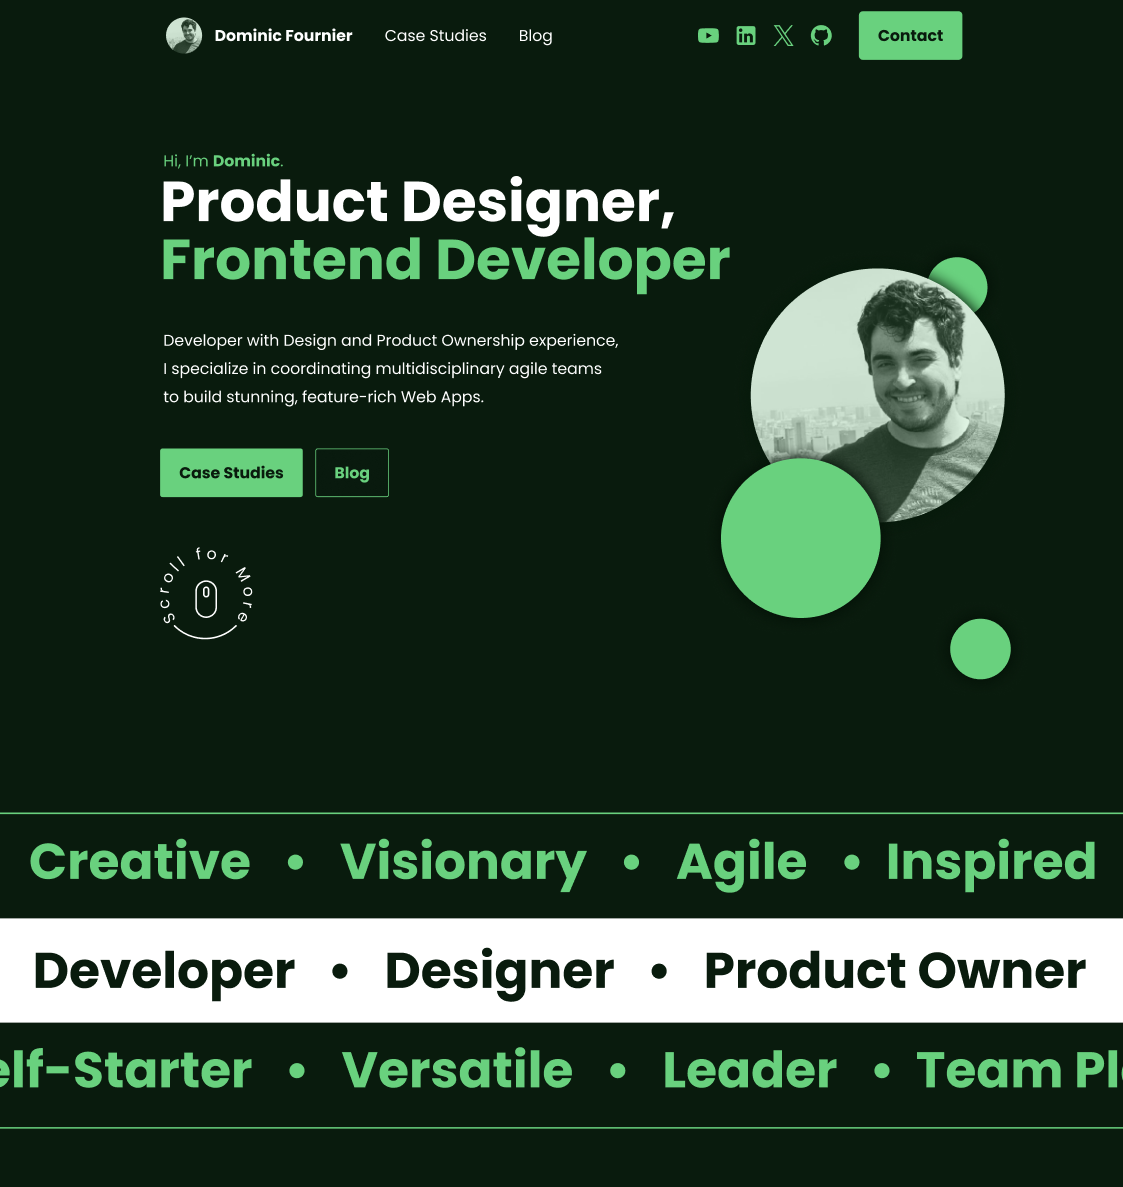 Dominic Fournier Case Studies Blog Contact
Hi, I’m Dominic.
Product Designer,
Frontend Developer
Developer with Design and Product Ownership experience,
I specialize in coordinating multidisciplinary agile teams
to build stunning, feature-rich Web Apps.
Case Studies Blog
Scroll for More
Creative • Visionary • Agile • Inspired
Developer • Designer • Product Owner
elf-Starter • Versatile • Leader • Team Pl